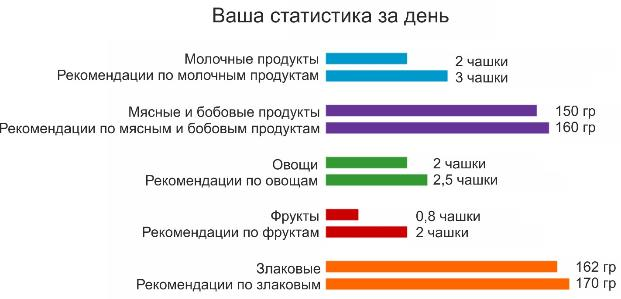 Ваша статистика за день
Молочные продукты 2 чашки
Рекомендации по молочным продуктам 3 чашки
Мясные и бобовые продукты 150 гр
Рекомендации по мясным и бобовым продуктам 160 гр
Овощи 2 чашки
Рекомендации по овощам 2,5 чашки
Фрукты 0,8 чашки
Рекомендации по фруктам 2 чашки
Злаковые 162 гр
Рекомендации по злаковым 170 гр